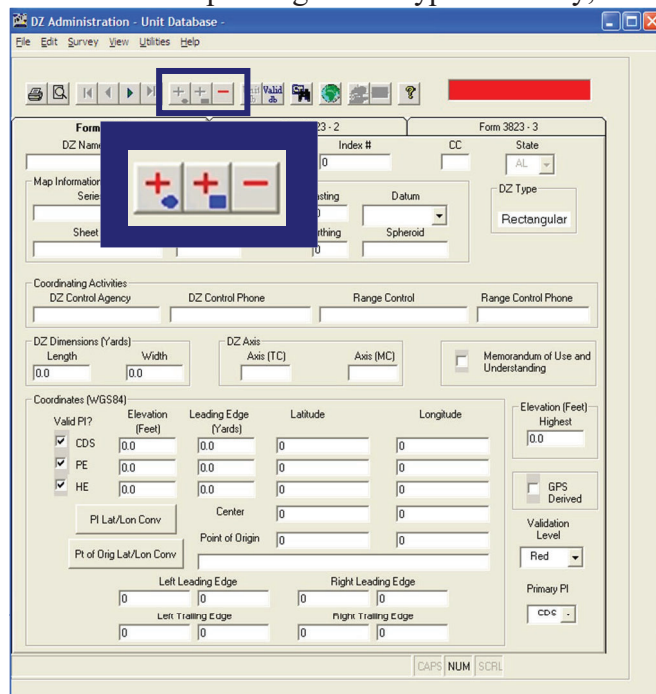 DZ Administration - Unit Database -
File Edit Survey View Utilities Help
Valid
db
?
Form
23 - 2
Form 3823 - 3
DZ Name
Index #
CC
State
0
AL
Map Information
Datum
DZ Type
Rectangular
Sheet
Spheroid
0
Coordinating Activities
DZ Control Agency DZ Control Phone Range Control Range Control Phone
DZ Dimensions (Yards) DZ Axis
Length Width Axis (TC) Axis (MC) Memorandum of Use and
Understanding
0.0 0.0
Coordinates (WGS84) Elevation (Feet)
Valid PI? Elevation
(Feet) Leading Edge
(Yards) Latitude Longitude Highest
0.0
CDS 0.0 0.0 0 0
PE 0.0 0.0 0 0
HE 0.0 0.0 0 0
GPS
Derived
PI Lat/Lon Conv Center 0 0
Validation
Level
Pt of Orig Lat/Lon Conv Point of Origin 0 0
Red
Left Leading Edge Right Leading Edge
Primary PI
0 0 0 0
CDS
Left Trailing Edge Right Trailing Edge
0 0 0 0
CAPS NUM SCRL